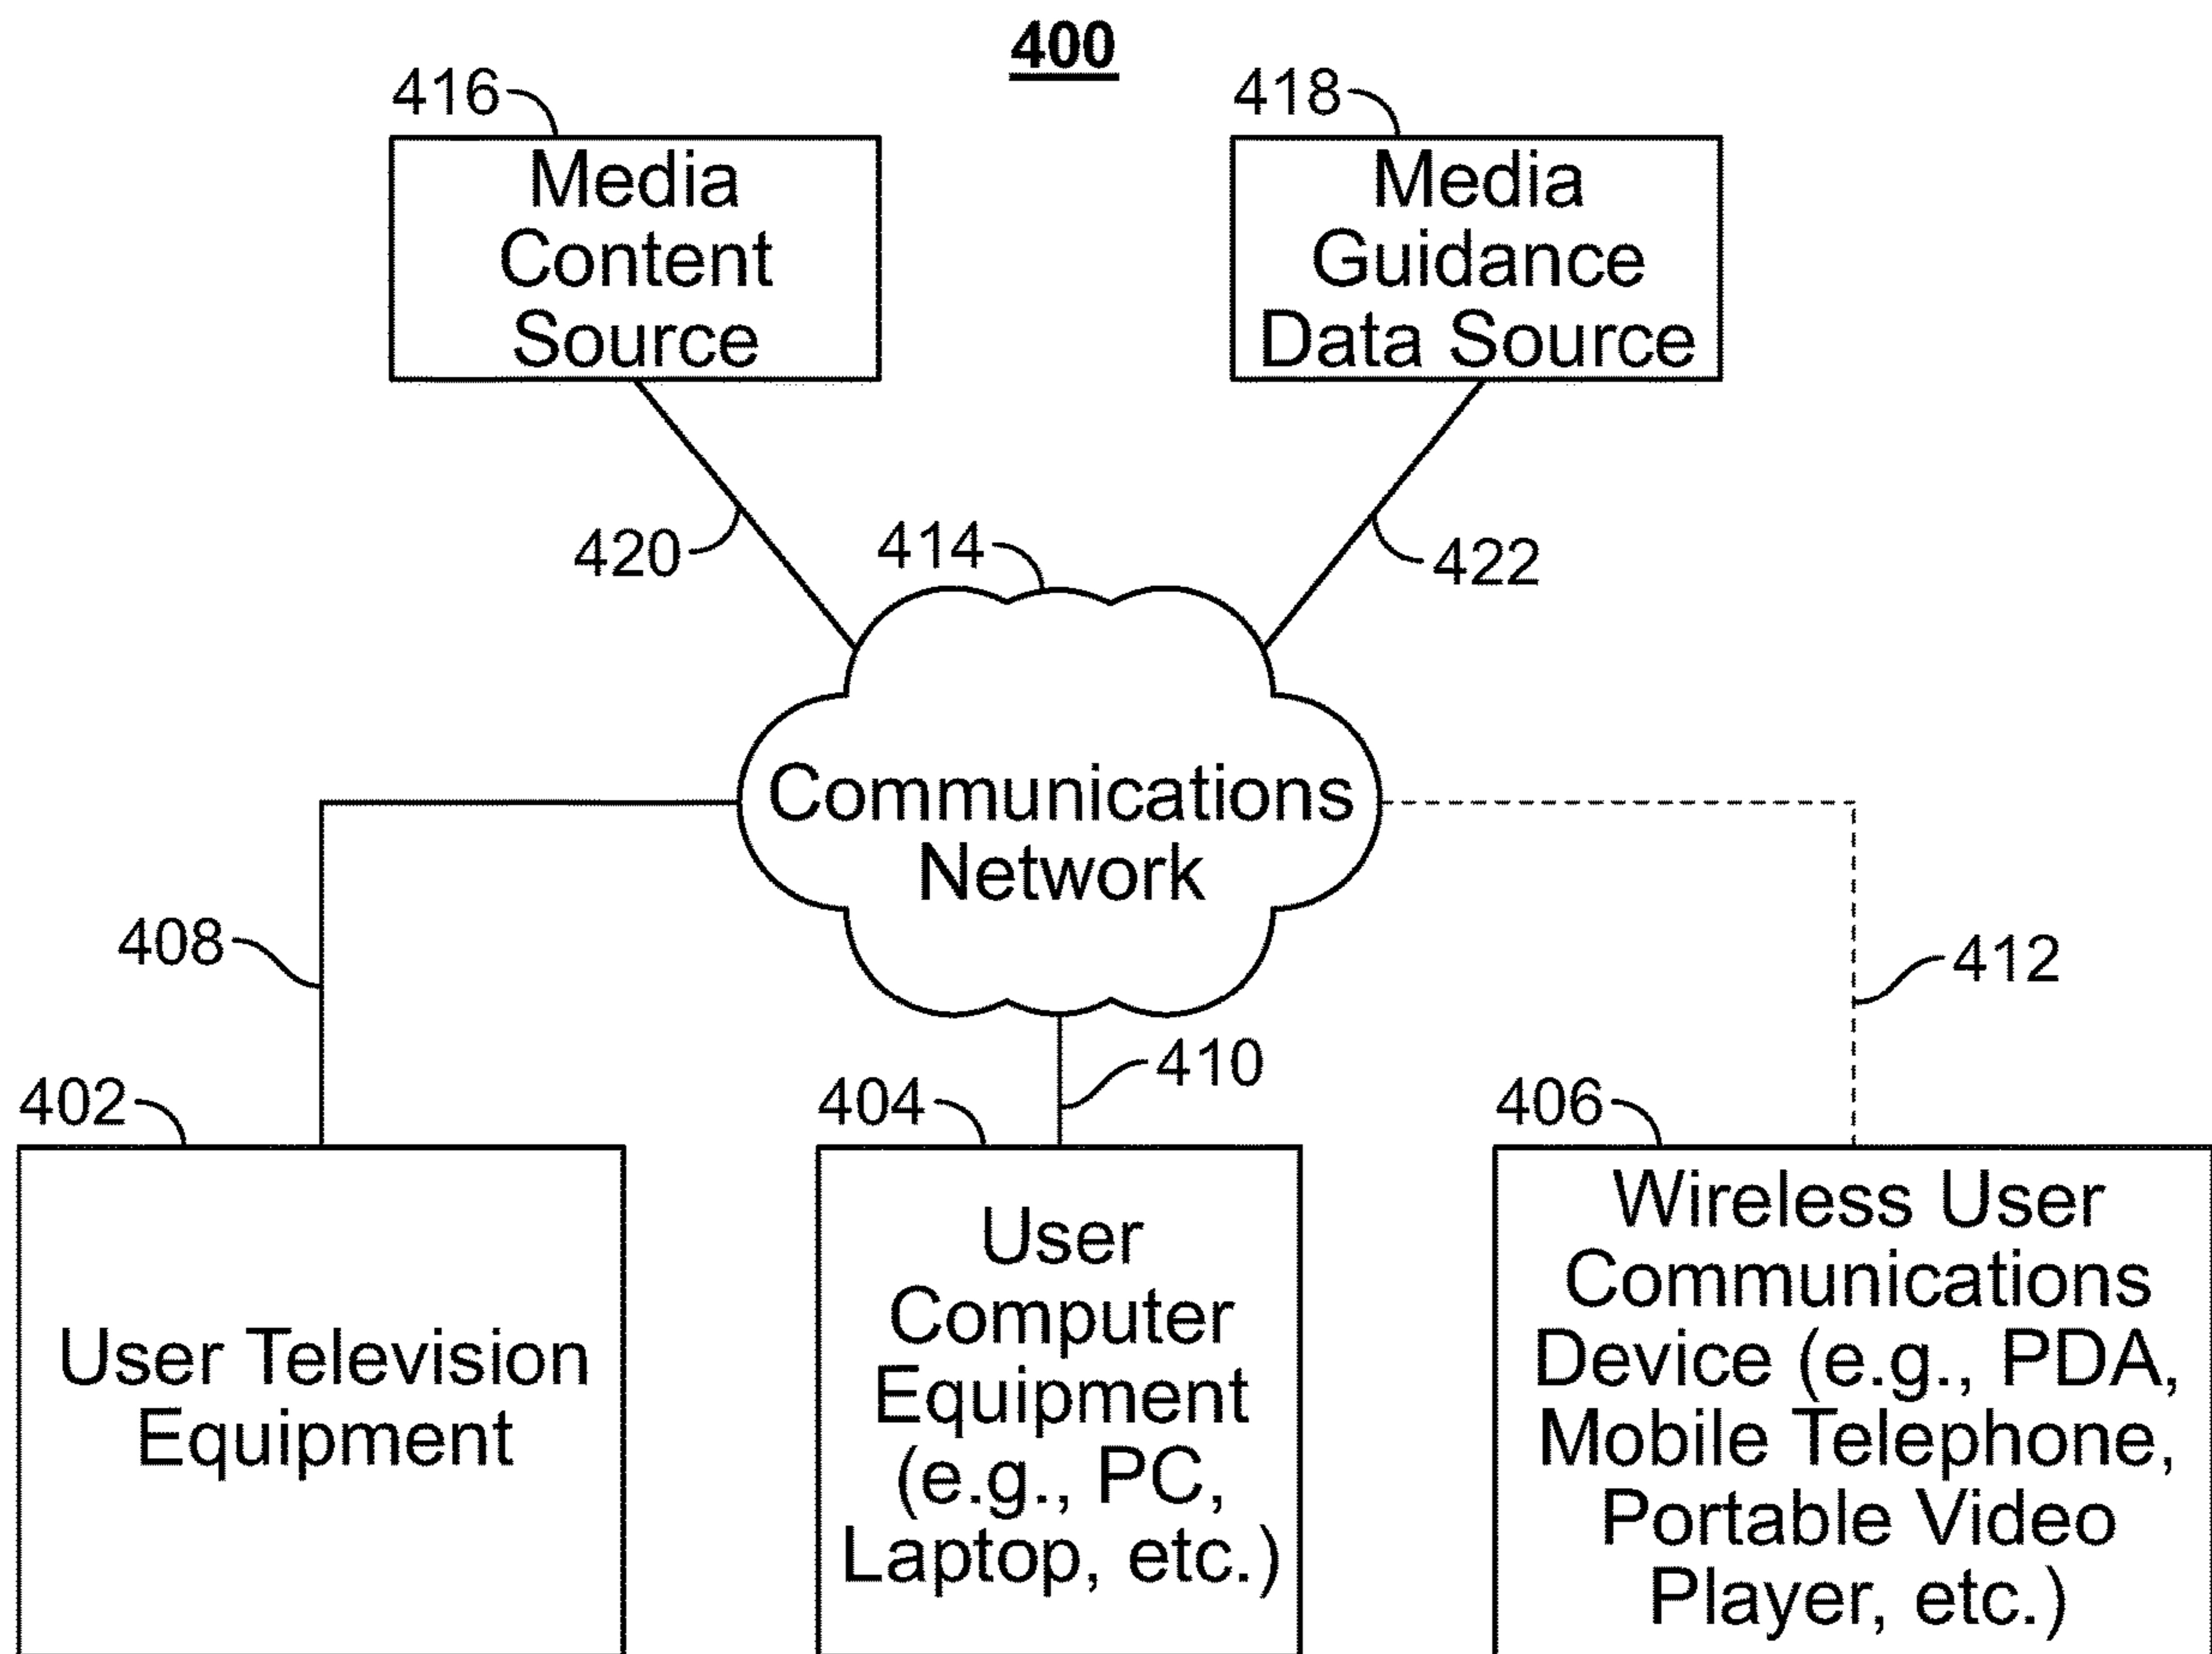 400
416
418
Media
Content
Source
Media
Guidance
Data Source
420
414
422
Communications
Network
408
412
410
402
404
406
User Television
Equipment
User
Computer
Equipment
(e.g., PC,
Laptop, etc.)
Wireless User
Communications
Device (e.g., PDA,
Mobile Telephone,
Portable Video
Player, etc.)